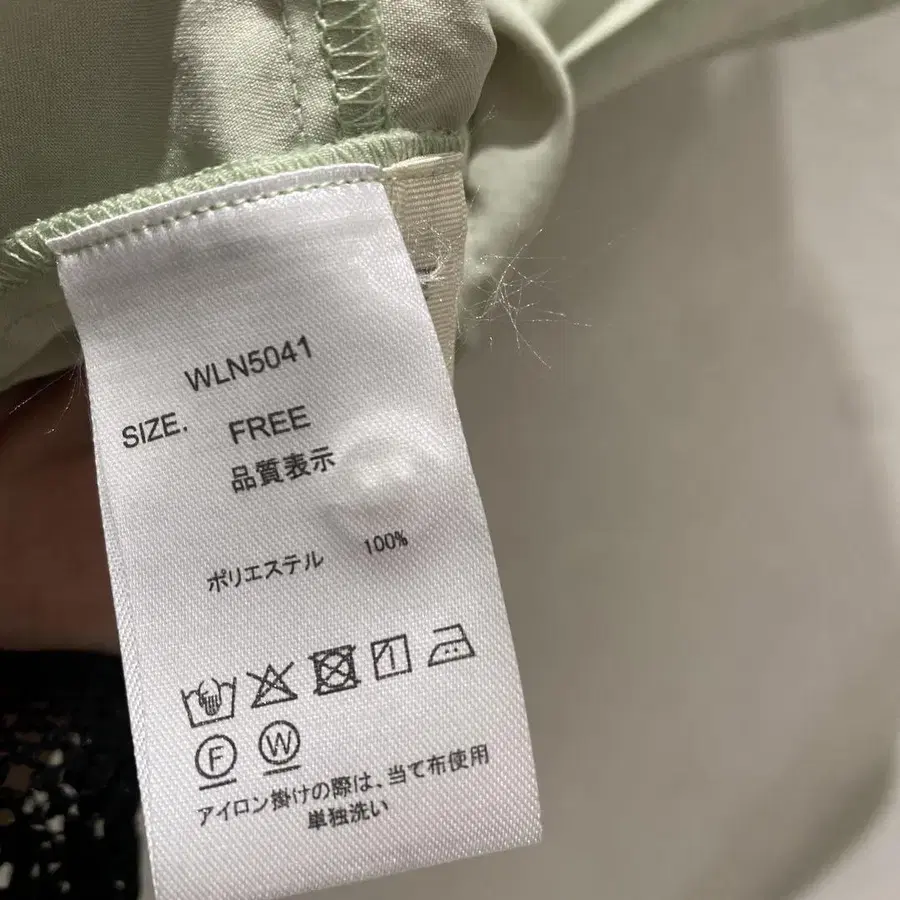 WLN5041
SIZE. FREE
品質表示
ポリエステル 100%
F W
アイロン掛けの際は、当て布使用
単独洗い